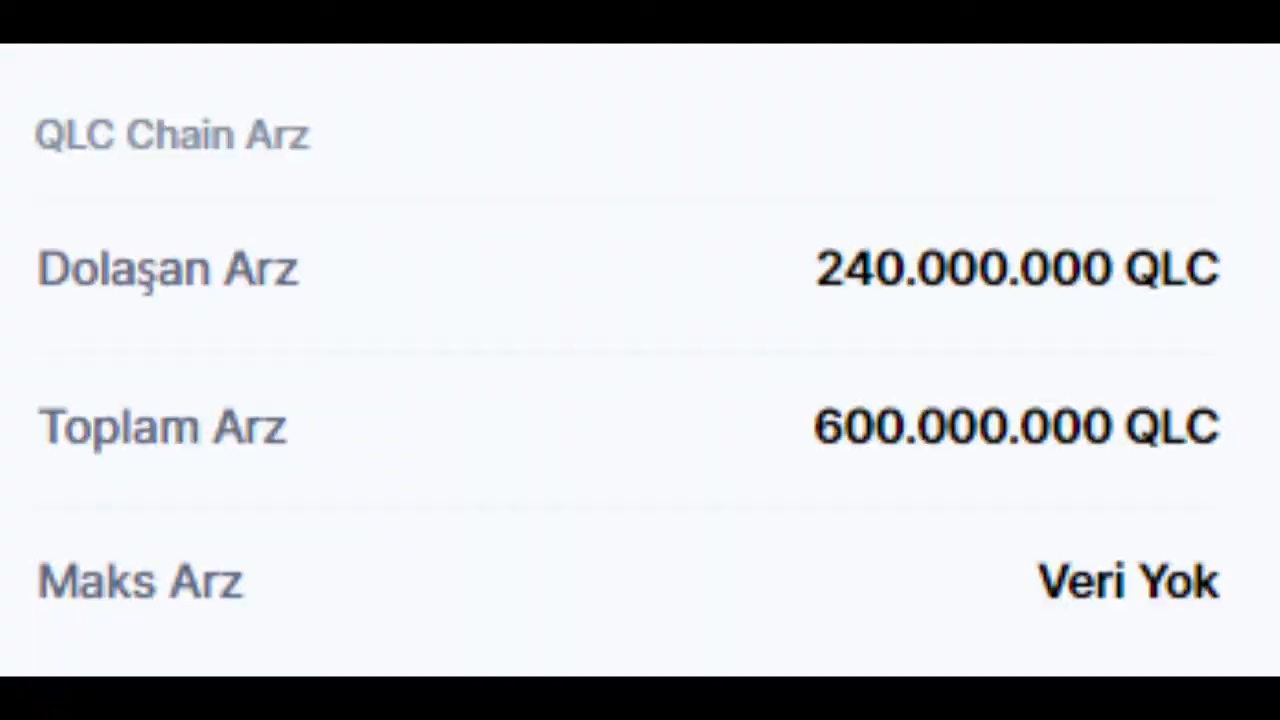 QLC Chain Arz
Dolaşan Arz 240.000.000 QLC
Toplam Arz 600.000.000 QLC
Maks Arz Veri Yok